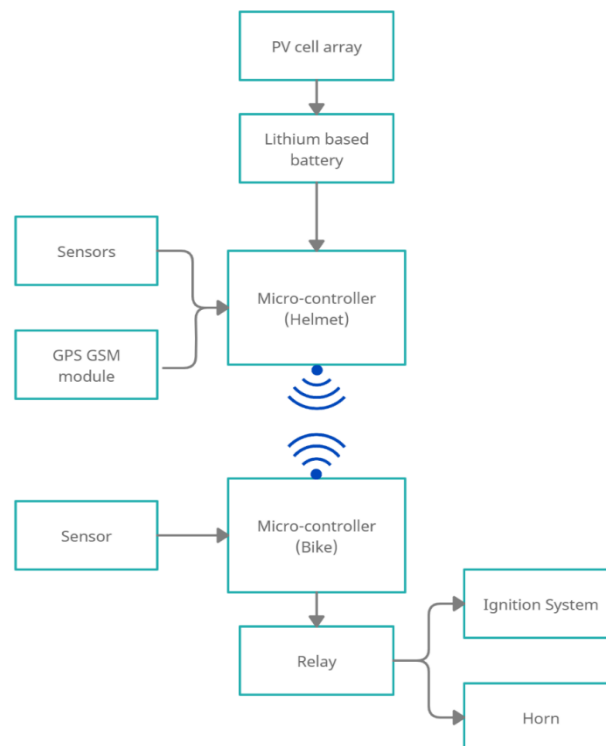 PV cell array
Lithium based
battery
Sensors
Micro-controller
(Helmet)
GPS GSM
module
Sensor
Micro-controller
(Bike)
Ignition System
Relay
Horn